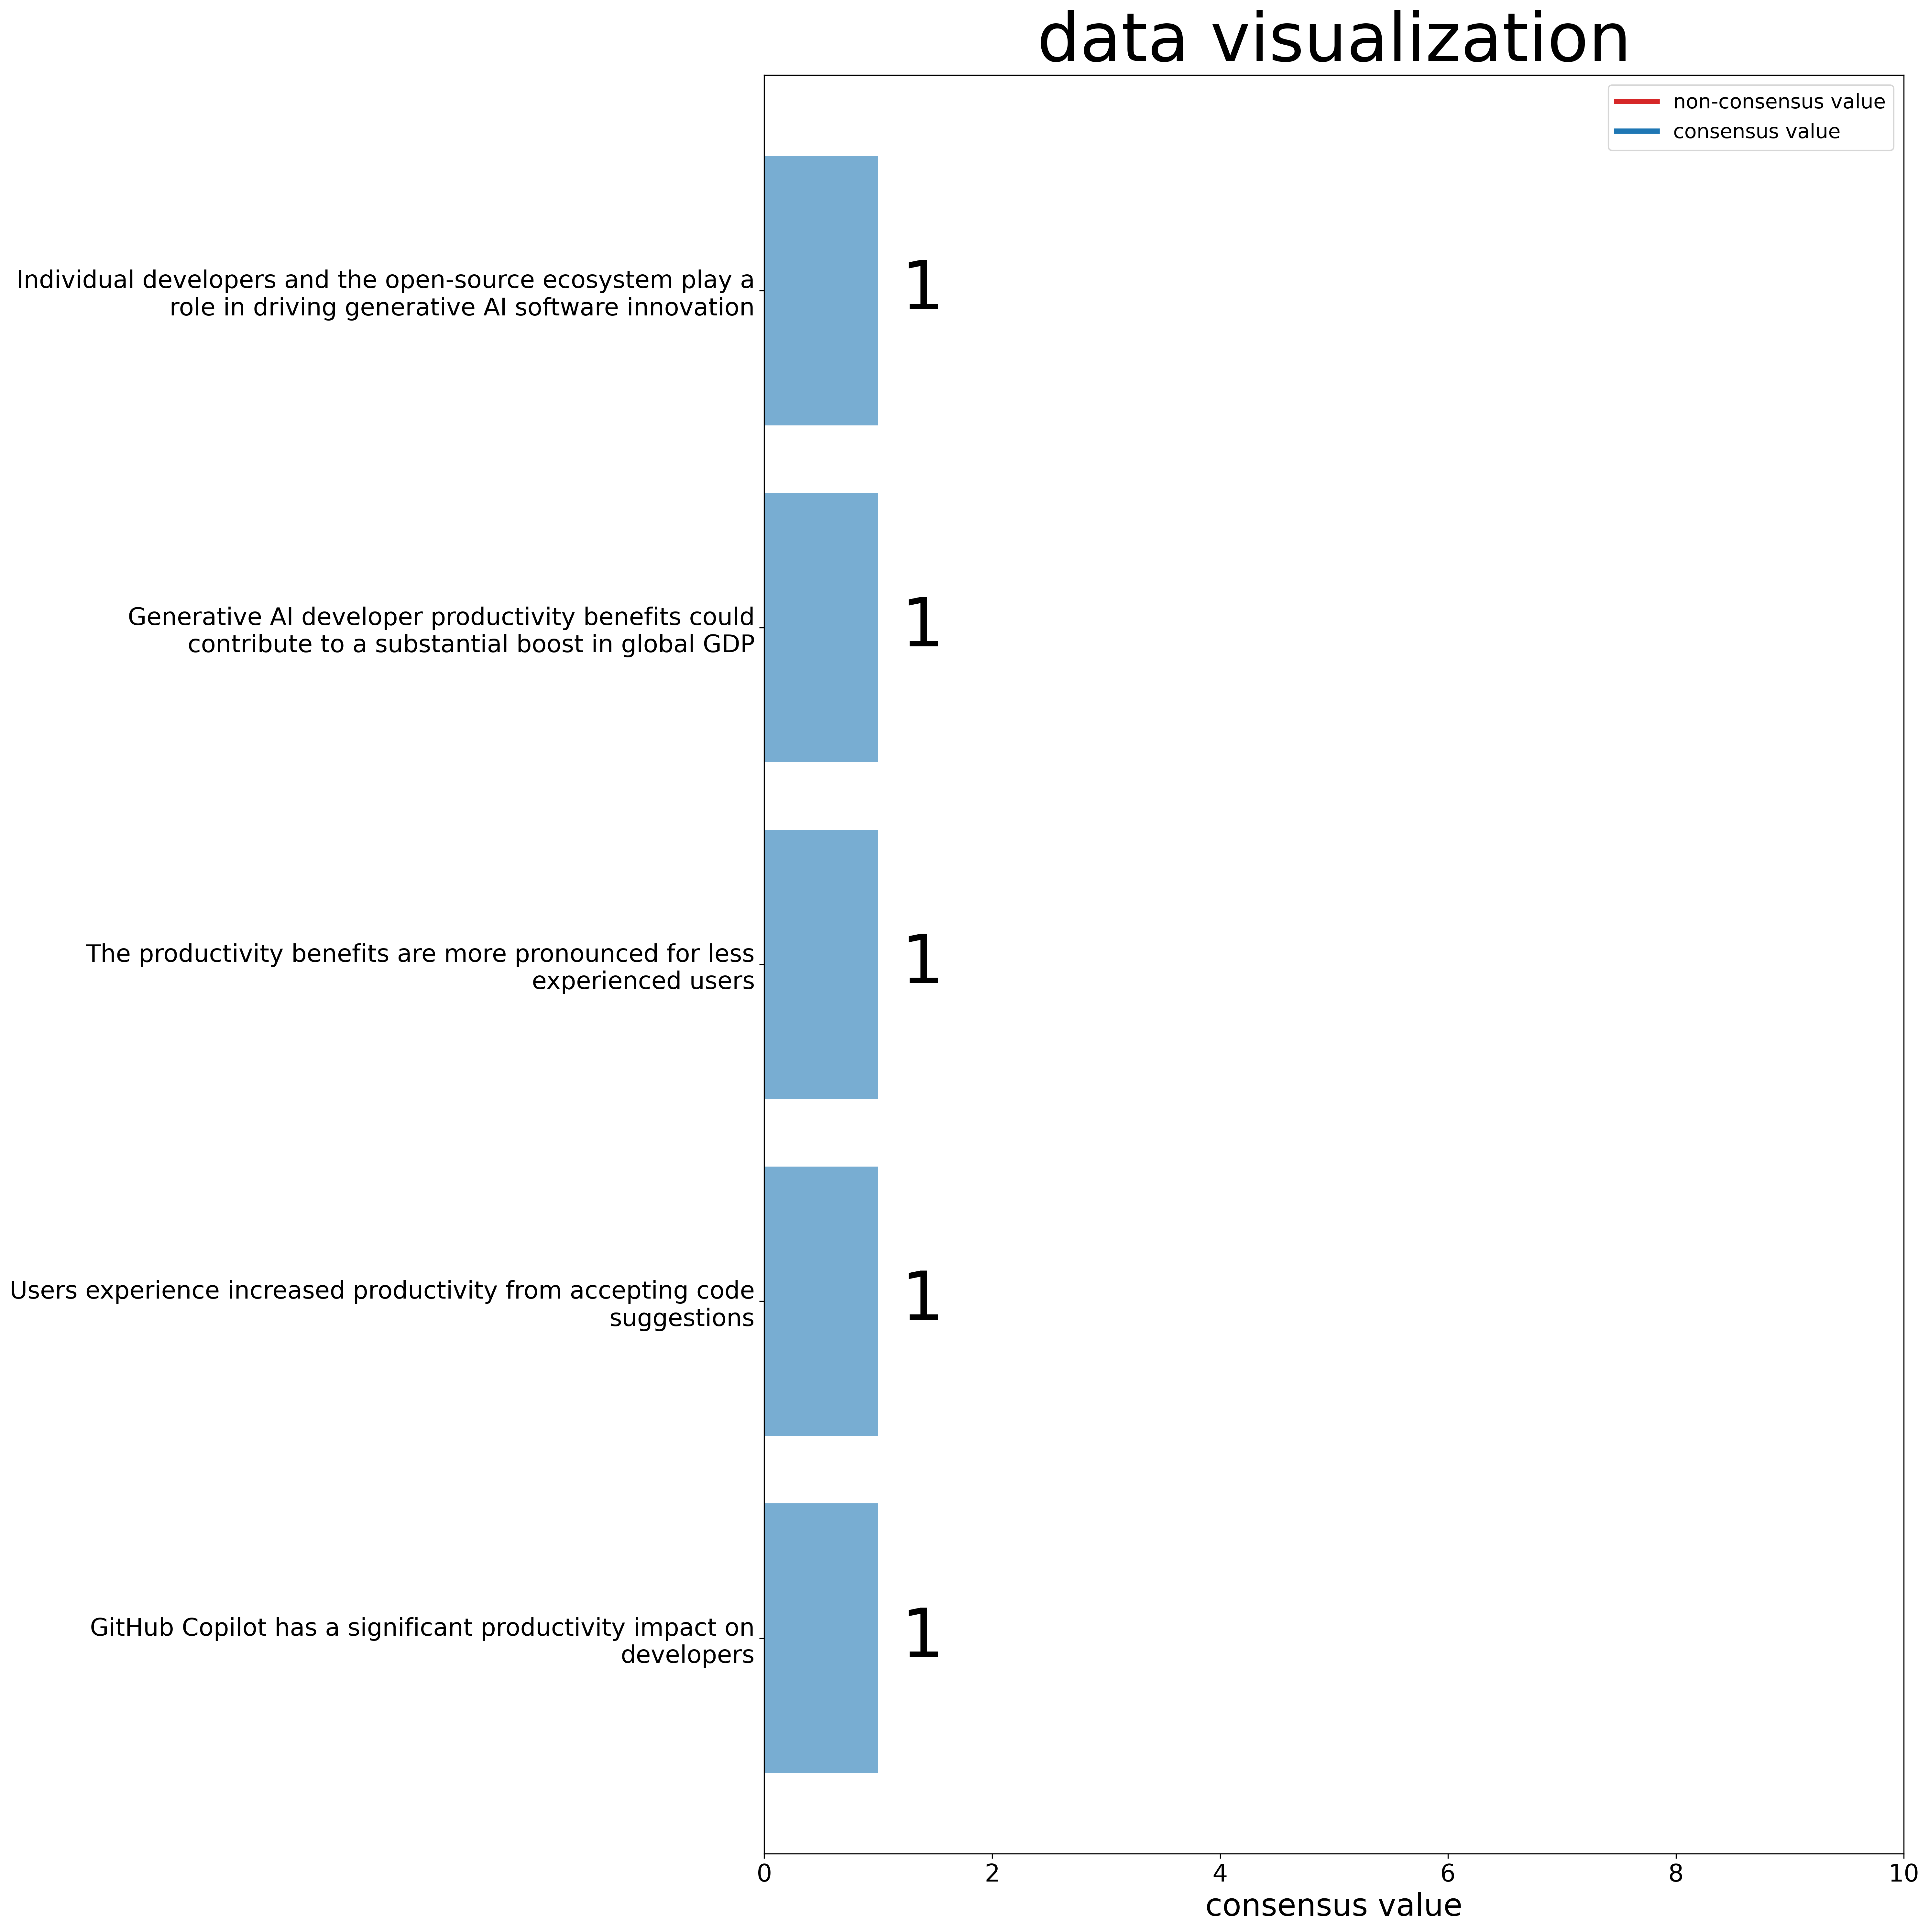 data visualization
non-consensus value
consensus value
Individual developers and the open-source ecosystem play a
role in driving generative AI software innovation
1
Generative AI developer productivity benefits could
contribute to a substantial boost in global GDP
1
The productivity benefits are more pronounced for less
experienced users
1
Users experience increased productivity from accepting code
suggestions
1
GitHub Copilot has a significant productivity impact on
developers
1
0 2 4 6 8 10
consensus value